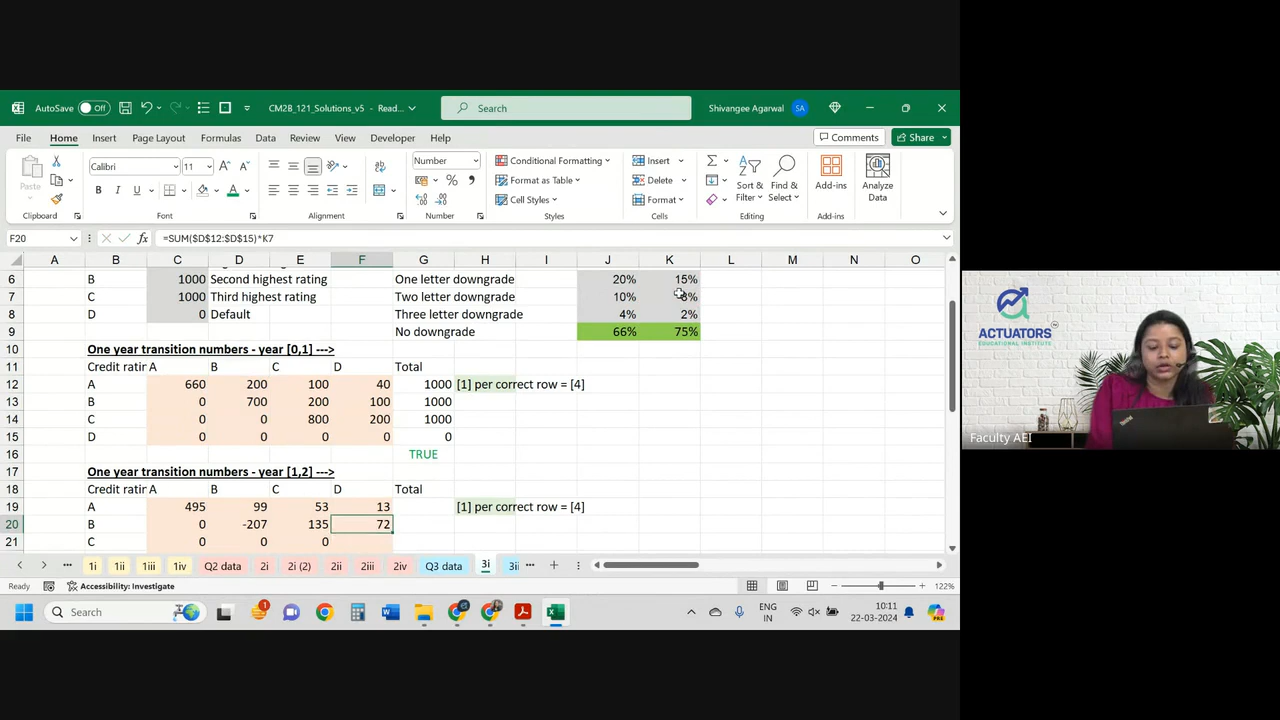 AutoSave Off CM2B_121_Solutions_v5 - Read... Search Shivangee Agarwal SA
File Home Insert Page Layout Formulas Data Review View Developer Help Comments Share
Paste Calibri 11 A A ab Number Conditional Formatting Insert Sort & Filter Find & Select Add-ins Analyze Data
B I U A % Format as Table Delete
Cell Styles Format
Clipboard Font Alignment Number Styles Cells Editing Add-ins
F20 fx =SUM($D$12:$D$15)*K7
A B C D E F G H I J K L M N O
6 B 1000 Second highest rating One letter downgrade 20% 15%
7 C 1000 Third highest rating Two letter downgrade 10% 8%
8 D 0 Default Three letter downgrade 4% 2%
9 No downgrade 66% 75%
10 One year transition numbers - year [0,1] --->
11 Credit ratir A B C D Total
12 A 660 200 100 40 1000 [1] per correct row = [4]
13 B 0 700 200 100 1000
14 C 0 0 800 200 1000
15 D 0 0 0 0 0
16 TRUE
17 One year transition numbers - year [1,2] --->
18 Credit ratir A B C D Total
19 A 495 99 53 13 [1] per correct row = [4]
20 B 0 -207 135 72
21 C 0 0 0
1i 1ii 1iii 1iv Q2 data 2i 2i (2) 2ii 2iii 2iv Q3 data 3i 3ii
Ready Accessibility: Investigate 122%
Search 1 ENG IN 10:11 22-03-2024
ACTUATORS
EDUCATIONAL INSTITUTE
ThinkPad
Faculty AEI